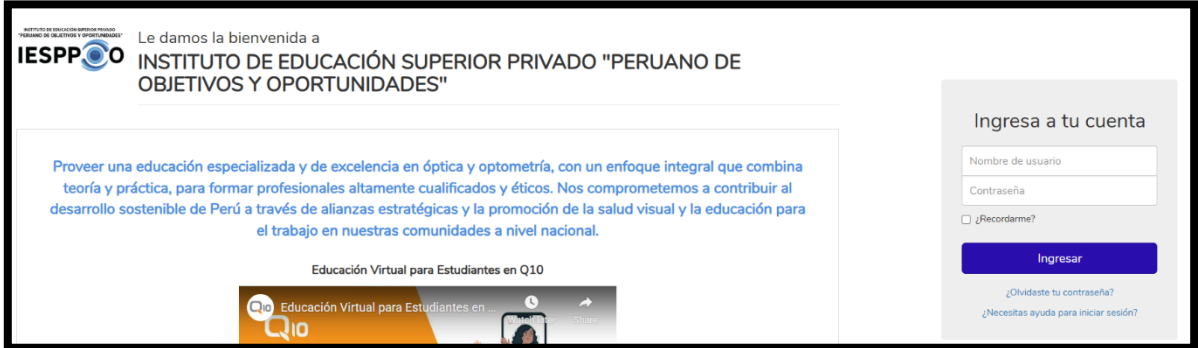 INSTITUTO DE EDUCACIÓN SUPERIOR PRIVADO
"PERUANO DE OBJETIVOS Y OPORTUNIDADES"
IESPPOO
Le damos la bienvenida a
INSTITUTO DE EDUCACIÓN SUPERIOR PRIVADO "PERUANO DE
OBJETIVOS Y OPORTUNIDADES"
Proveer una educación especializada y de excelencia en óptica y optometría, con un enfoque integral que combina
teoría y práctica, para formar profesionales altamente cualificados y éticos. Nos comprometemos a contribuir al
desarrollo sostenible de Perú a través de alianzas estratégicas y la promoción de la salud visual y la educación para
el trabajo en nuestras comunidades a nivel nacional.
Educación Virtual para Estudiantes en Q10
Q10
Educación Virtual para Estudiantes en ...
Watch later
Share
Q10
Ingresa a tu cuenta
Nombre de usuario
Contraseña
¿Recordarme?
Ingresar
¿Olvidaste tu contraseña?
¿Necesitas ayuda para iniciar sesión?